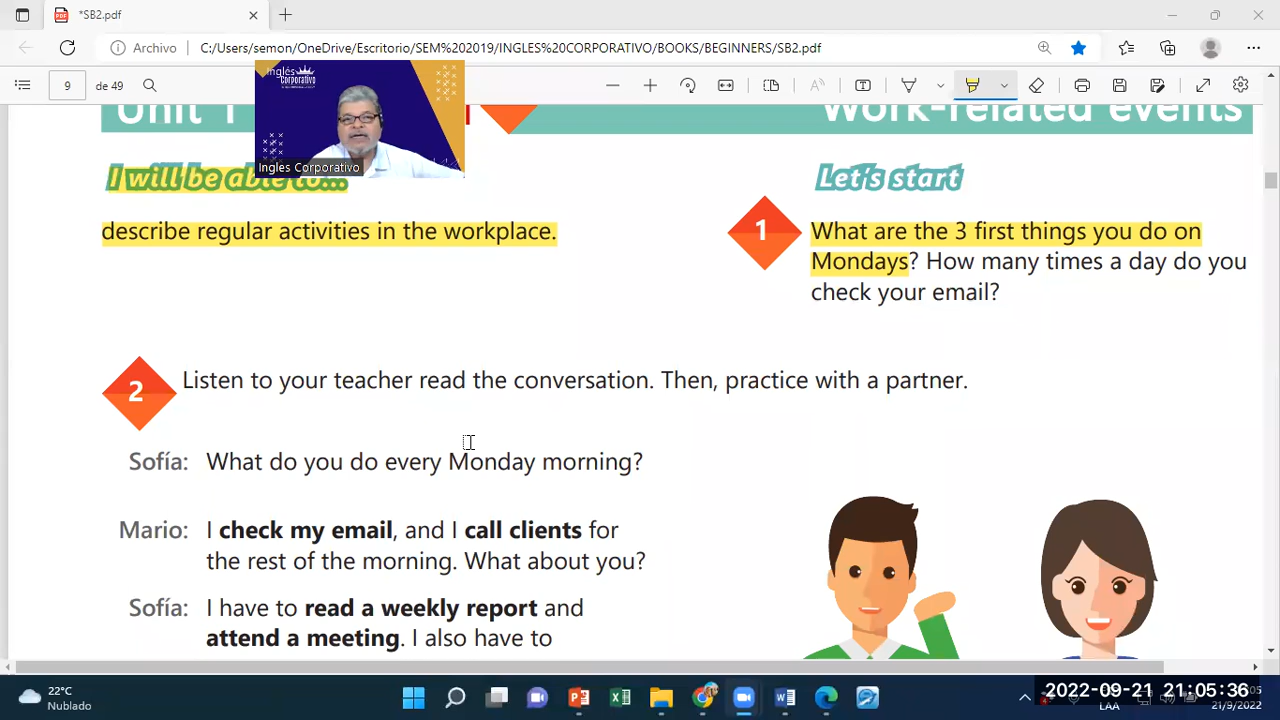 *SB2.pdf
Archivo
C:/Users/semon/OneDrive/Escritorio/SEM%202019/INGLES%20CORPORATIVO/BOOKS/BEGINNERS/SB2.pdf
9 de 49
Unit 1
Work-related events
Inglés
Corporativo
Ingles Corporativo
I will be able to...
describe regular activities in the workplace.
Let's start
1 What are the 3 first things you do on
Mondays? How many times a day do you
check your email?
2 Listen to your teacher read the conversation. Then, practice with a partner.
Sofía: What do you do every Monday morning?
Mario: I check my email, and I call clients for
the rest of the morning. What about you?
Sofía: I have to read a weekly report and
attend a meeting. I also have to
22°C
Nublado
2022-09-21 21:05:36
LAA
21/9/2022